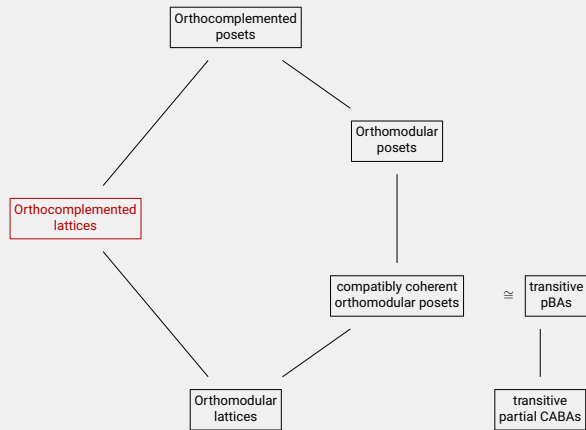 Orthocomplemented
posets
Orthomodular
posets
Orthocomplemented
lattices
compatibly coherent
orthomodular posets
≅
transitive
pBAs
Orthomodular
lattices
transitive
partial CABAs